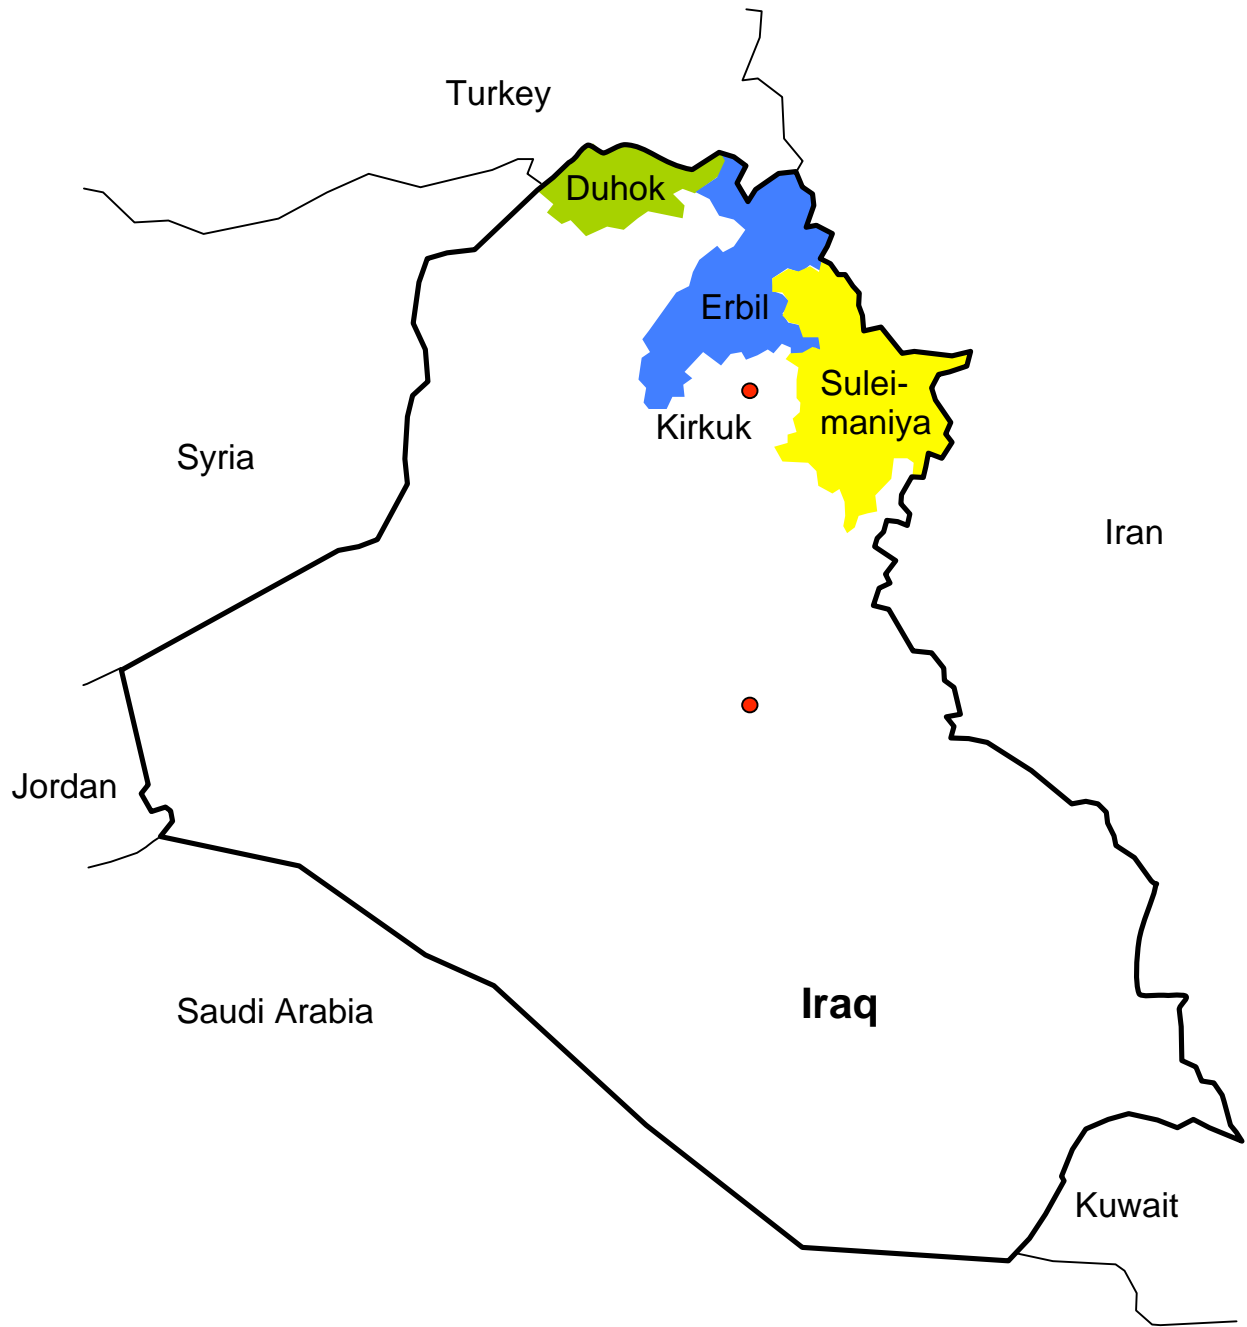 Turkey
Duhok
Erbil
Sulei-
maniya
Kirkuk
Syria
Iran
Jordan
Saudi Arabia
Iraq
Kuwait